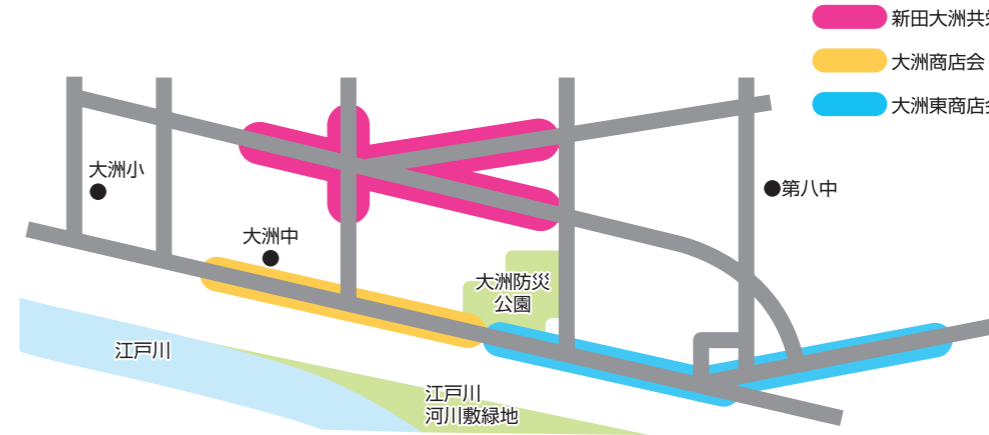 新田大洲共栄
大洲商店会
大洲東商店会
大洲小
第八中
大洲中
大洲防災
公園
江戸川
江戸川
河川敷緑地